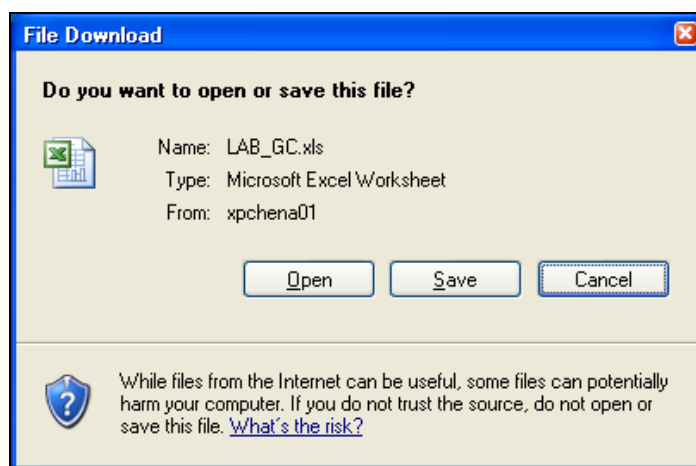 File Download
Do you want to open or save this file?
Name: LAB_GC.xls
Type: Microsoft Excel Worksheet
From: xpchena01
Open Save Cancel
While files from the Internet can be useful, some files can potentially
harm your computer. If you do not trust the source, do not open or
save this file. What's the risk?